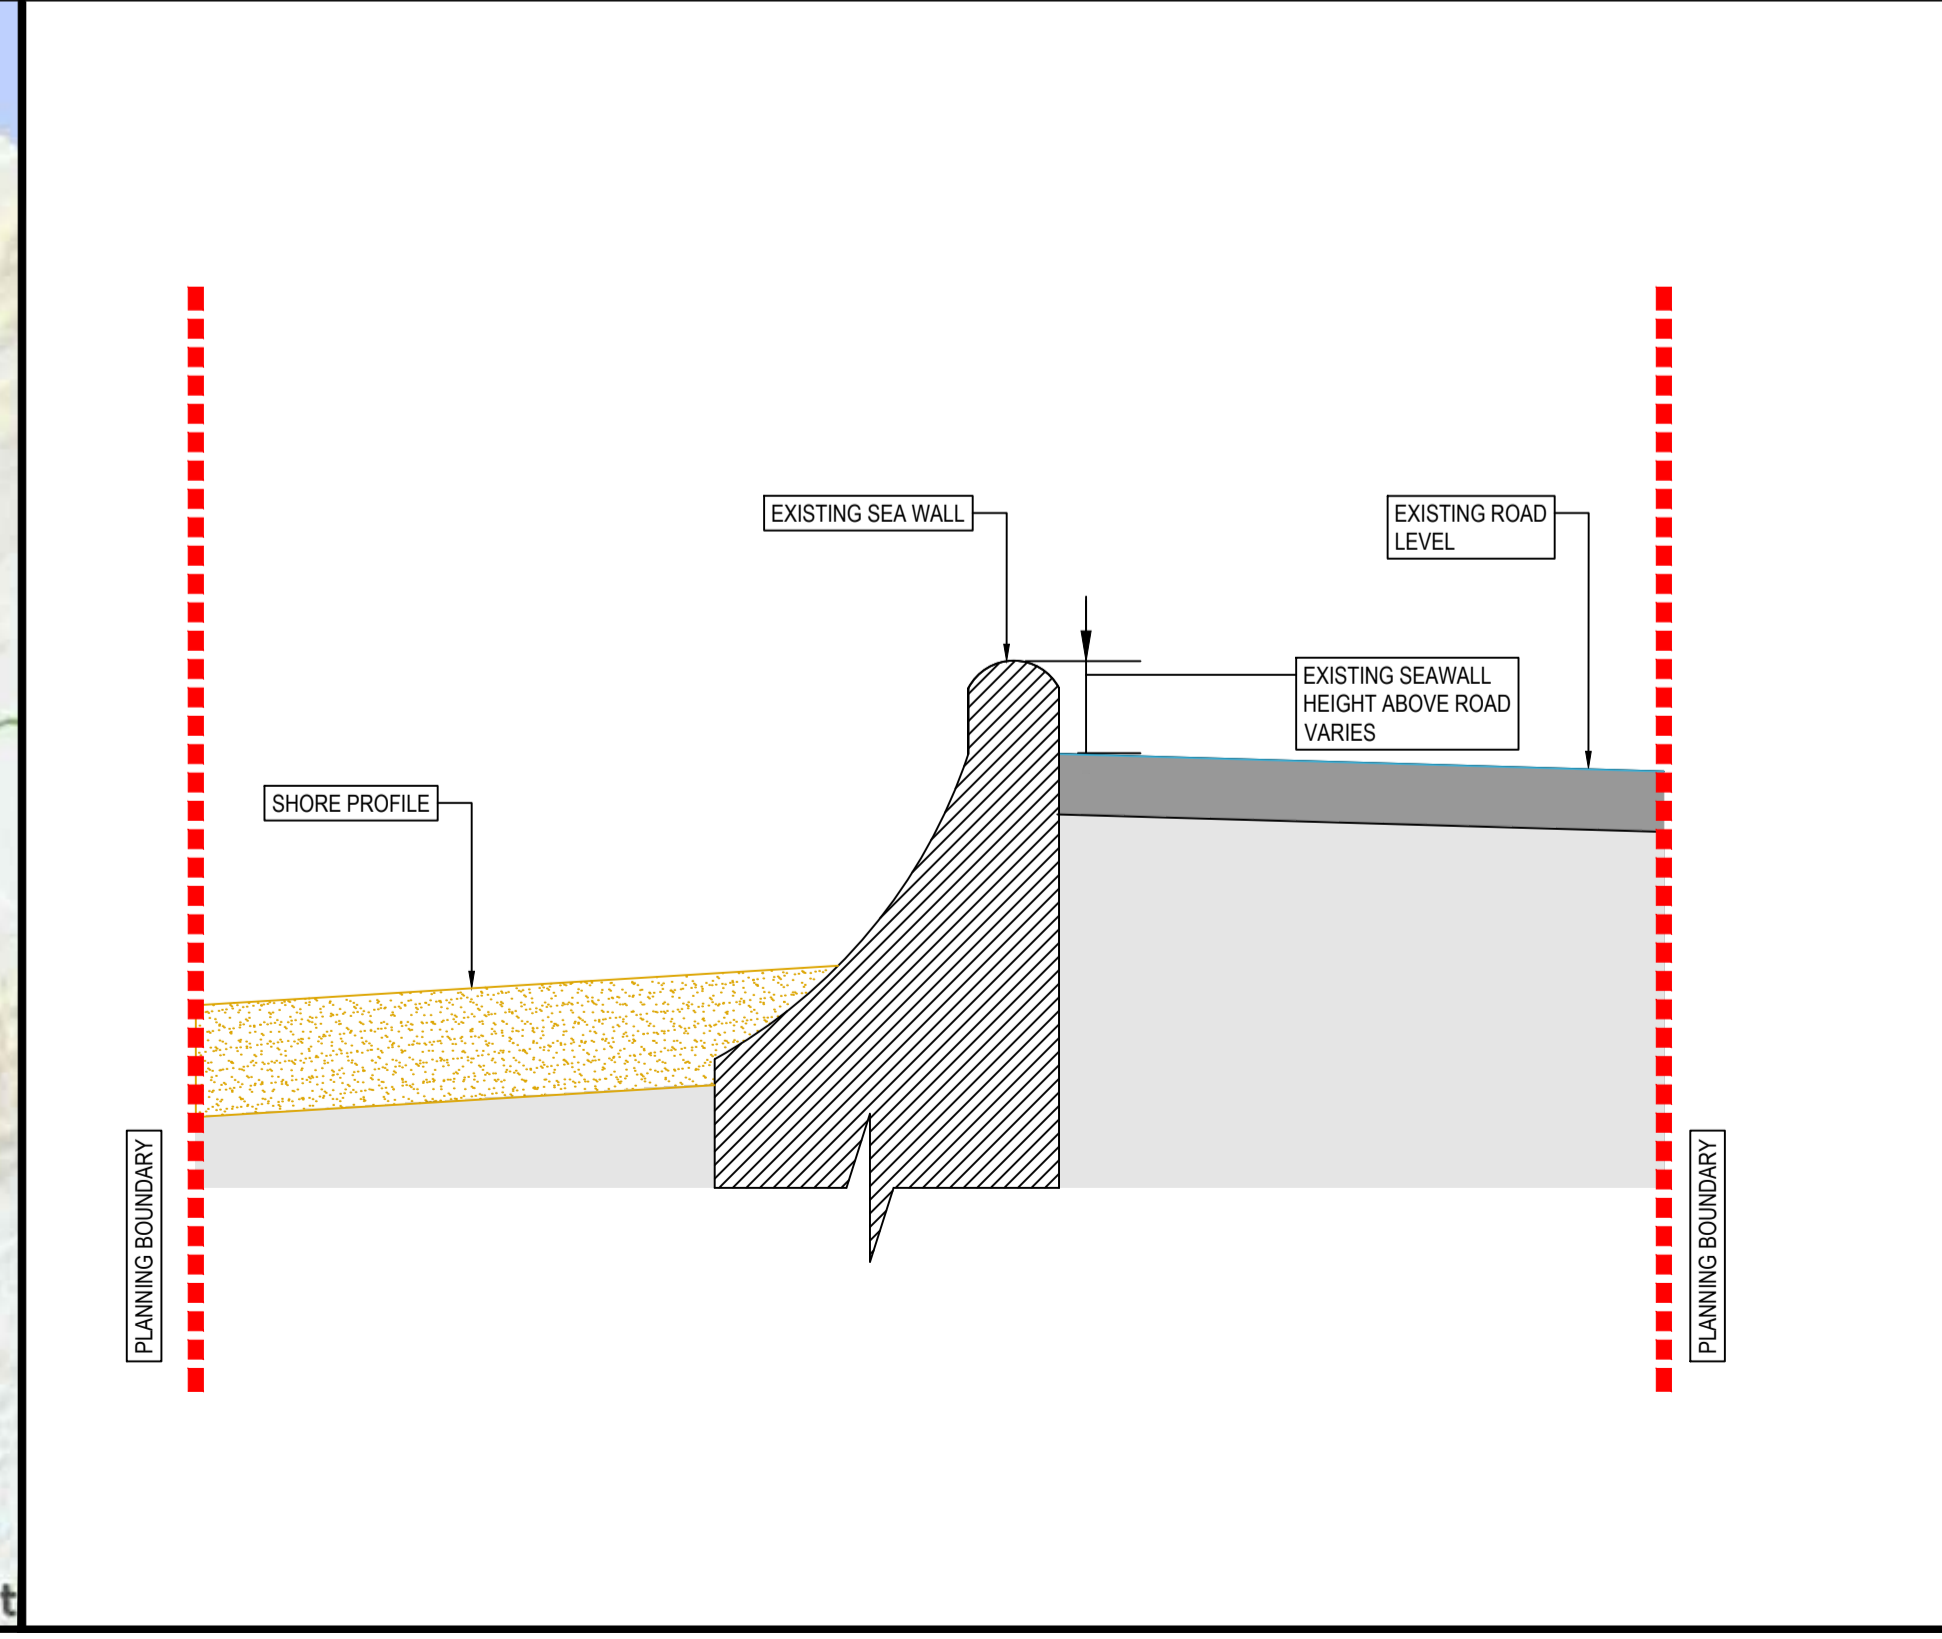 EXISTING SEA WALL
EXISTING ROAD
LEVEL
EXISTING SEAWALL
HEIGHT ABOVE ROAD
VARIES
SHORE PROFILE
PLANNING BOUNDARY
PLANNING BOUNDARY
t